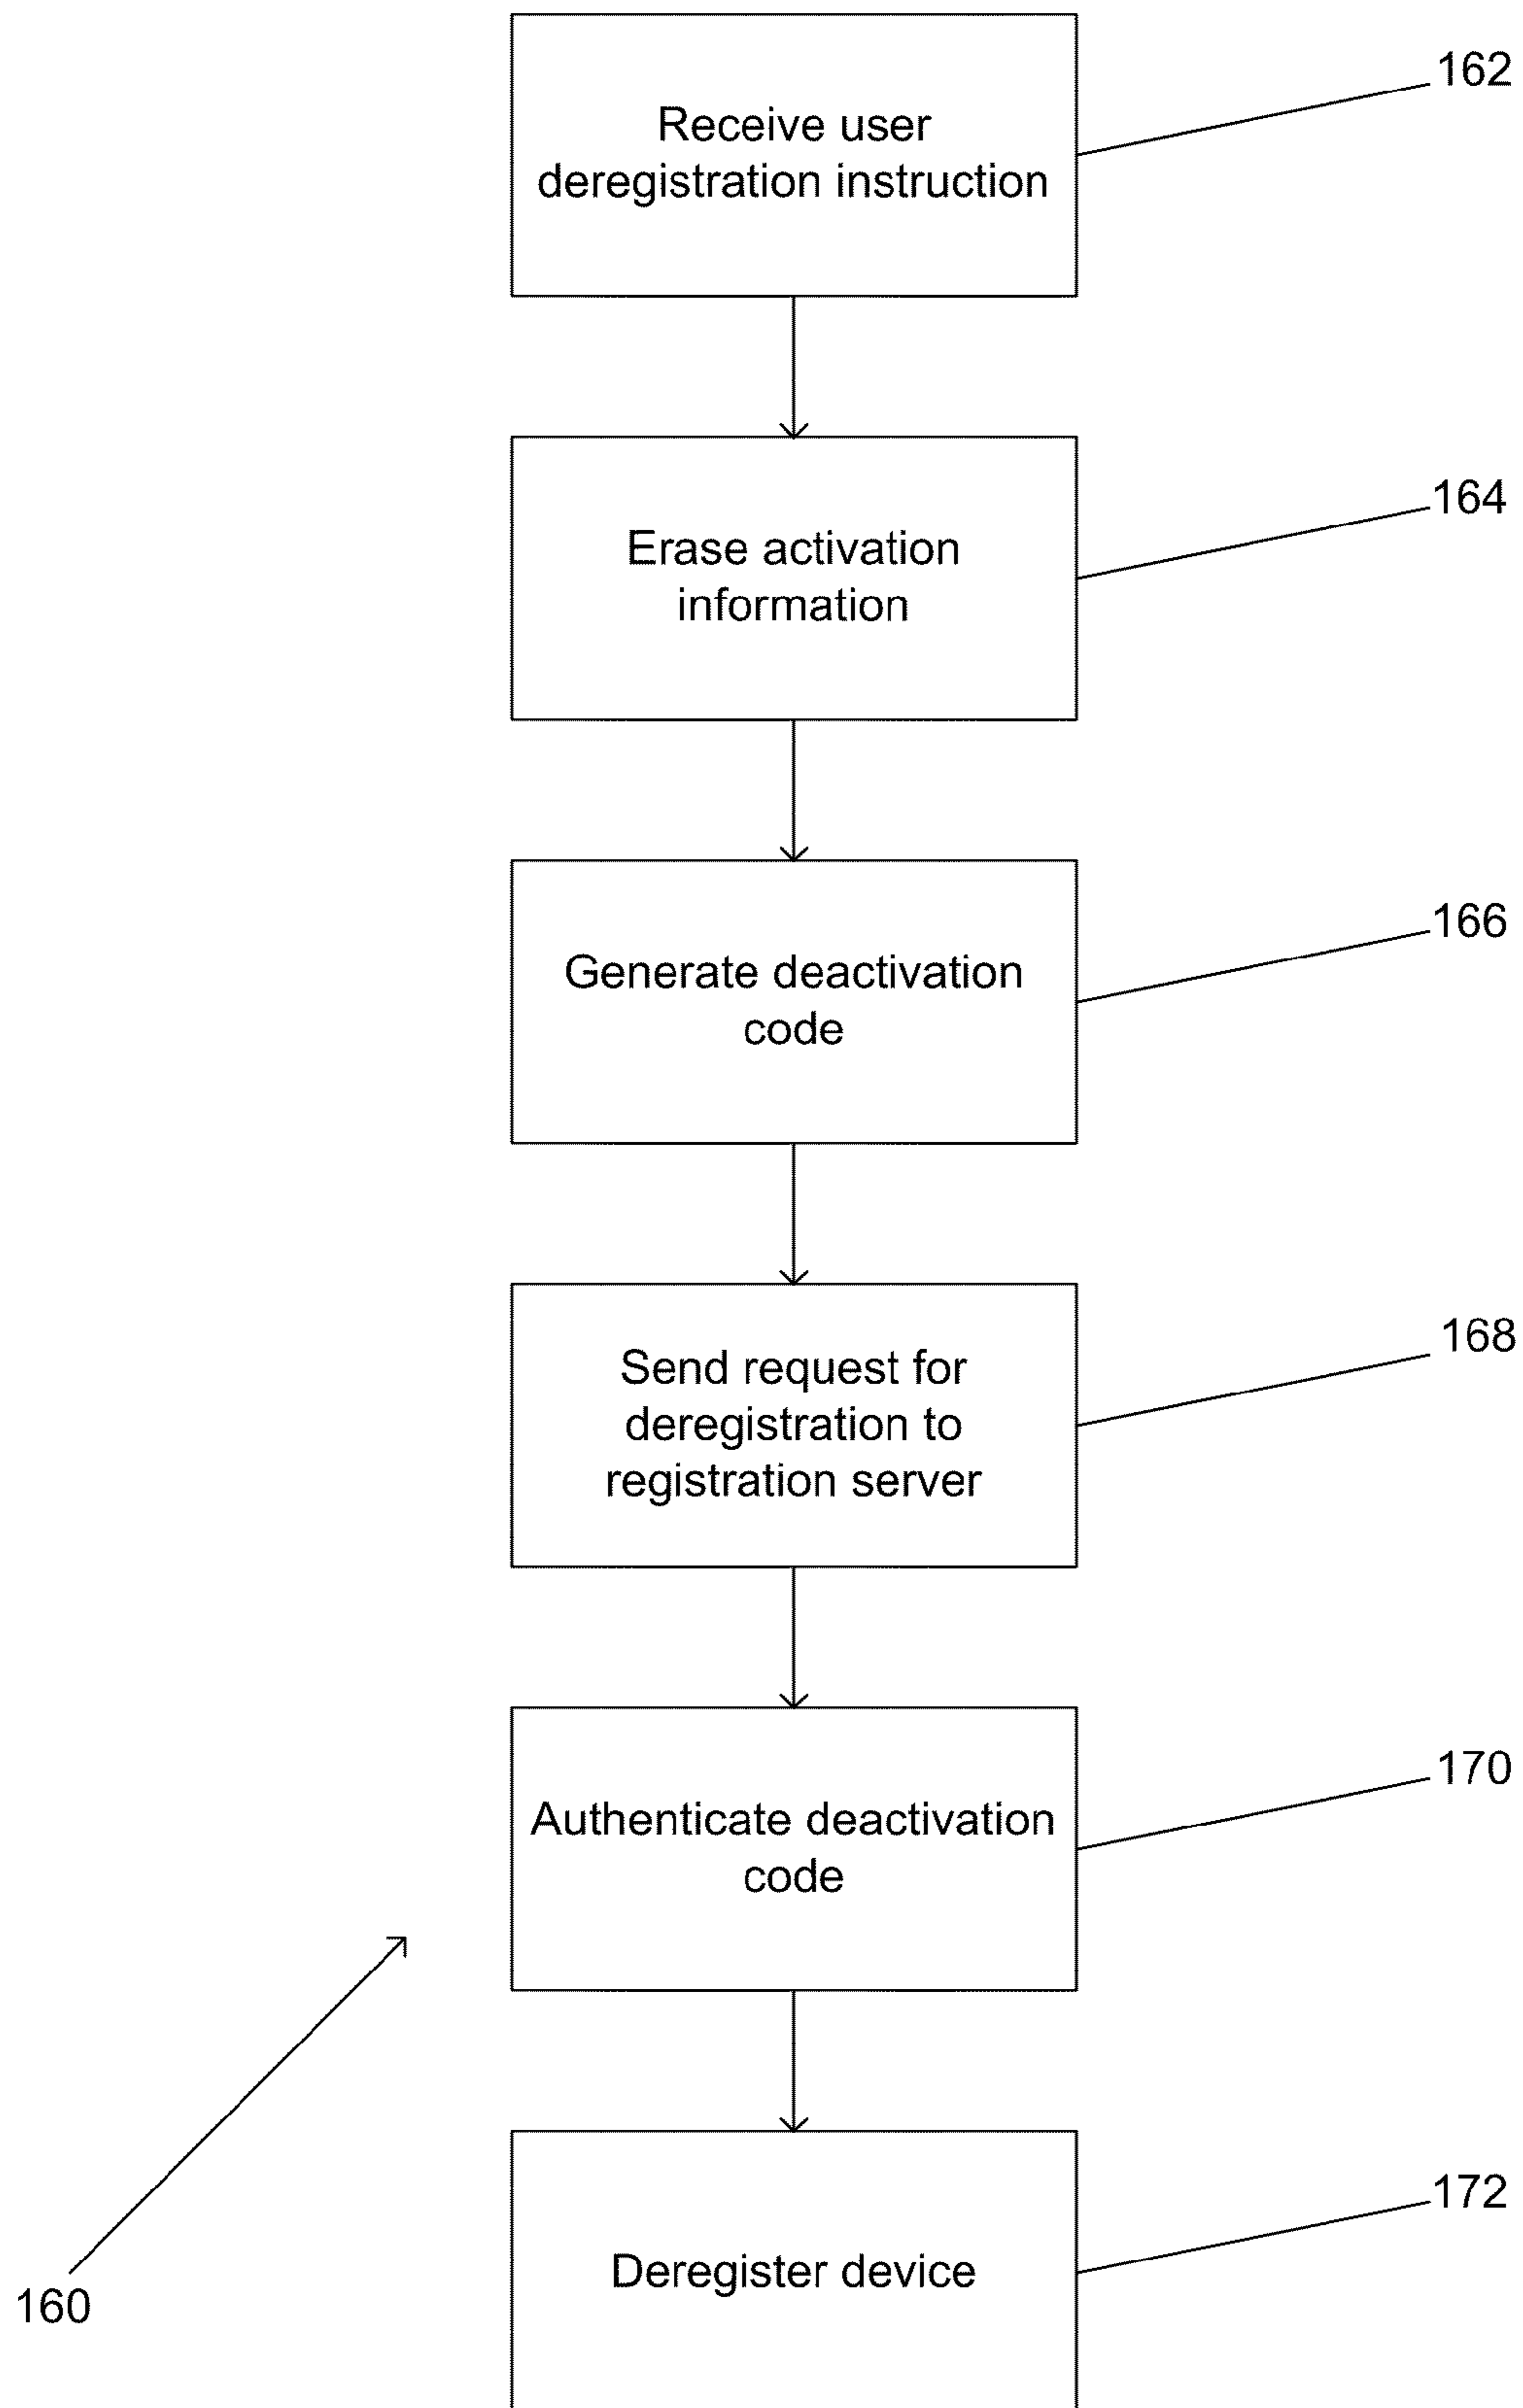 162
Receive user
deregistration instruction
164
Erase activation
information
166
Generate deactivation
code
168
Send request for
deregistration to
registration server
170
Authenticate deactivation
code
172
Deregister device
160